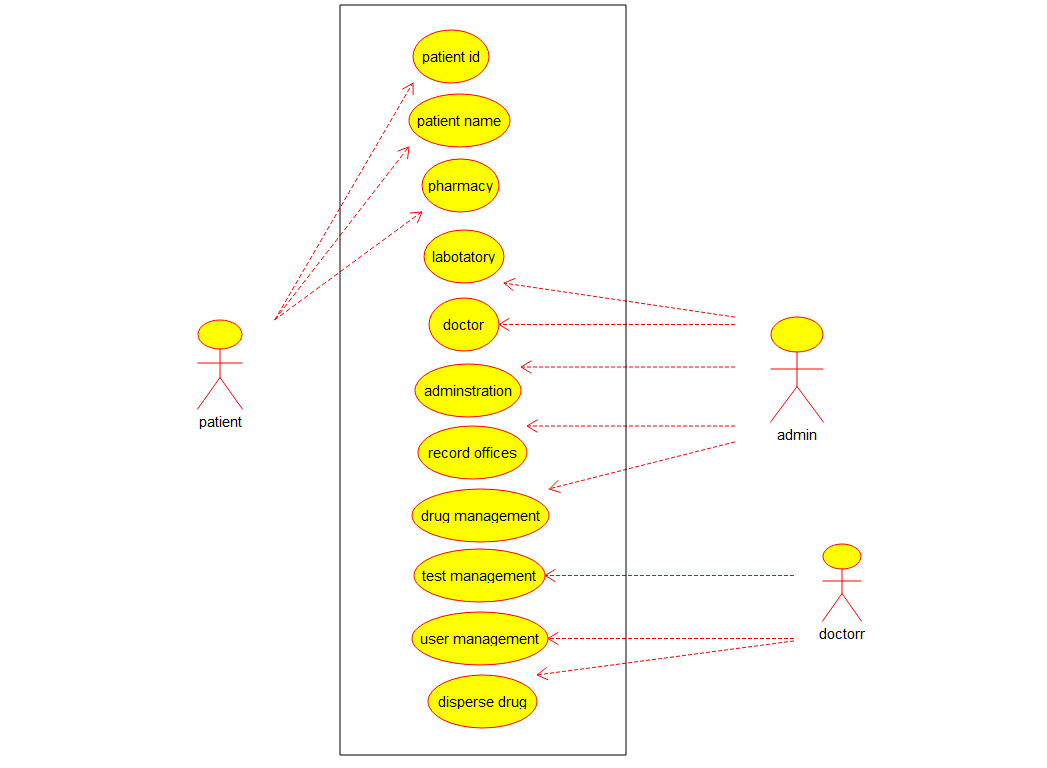 patient id
patient name
pharmacy
labotatory
doctor
adminstration
record offices
drug management
test management
user management
disperse drug
patient
admin
doctorr